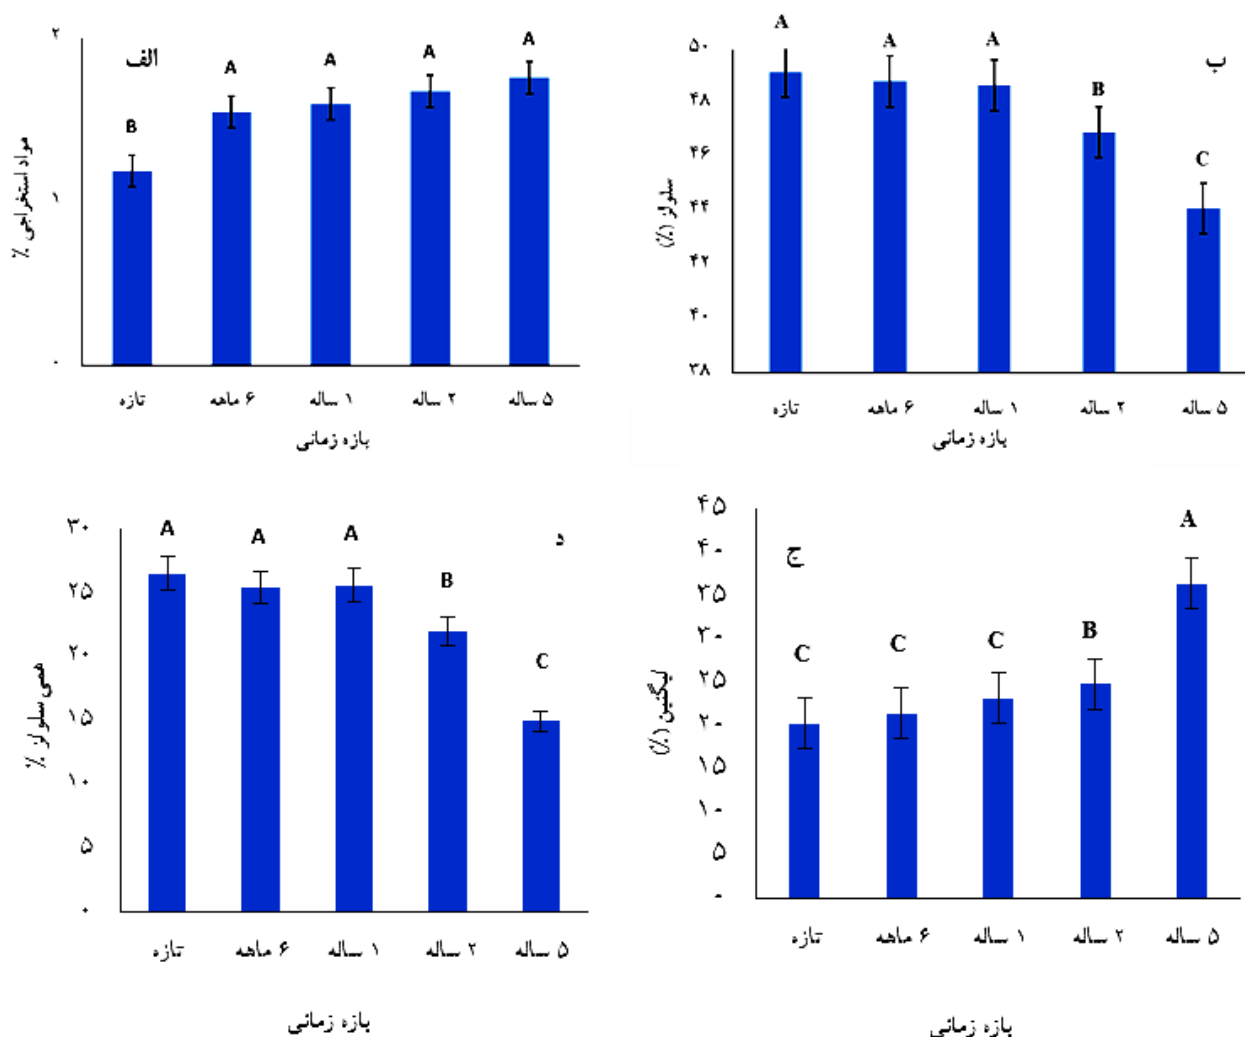 الف
مواد استخراجی ٪
۲
۱
۰
B
A
A
A
A
تازه
۶ ماهه
۱ ساله
۲ ساله
۵ ساله
بازه زمانی
ب
سلولز (٪)
۵۰
۴۸
۴۶
۴۴
۴۲
۴۰
۳۸
A
A
A
B
C
تازه
۶ ماهه
۱ ساله
۲ ساله
۵ ساله
بازه زمانی
د
همی سلولز ٪
۳۰
۲۵
۲۰
۱۵
۱۰
۵
۰
A
A
A
B
C
تازه
۶ ماهه
۱ ساله
۲ ساله
۵ ساله
بازه زمانی
ج
لیگنین (٪)
۴۵
۴۰
۳۵
۳۰
۲۵
۲۰
۱۵
۱۰
۵
۰
C
C
C
B
A
تازه
۶ ماهه
۱ ساله
۲ ساله
۵ ساله
بازه زمانی